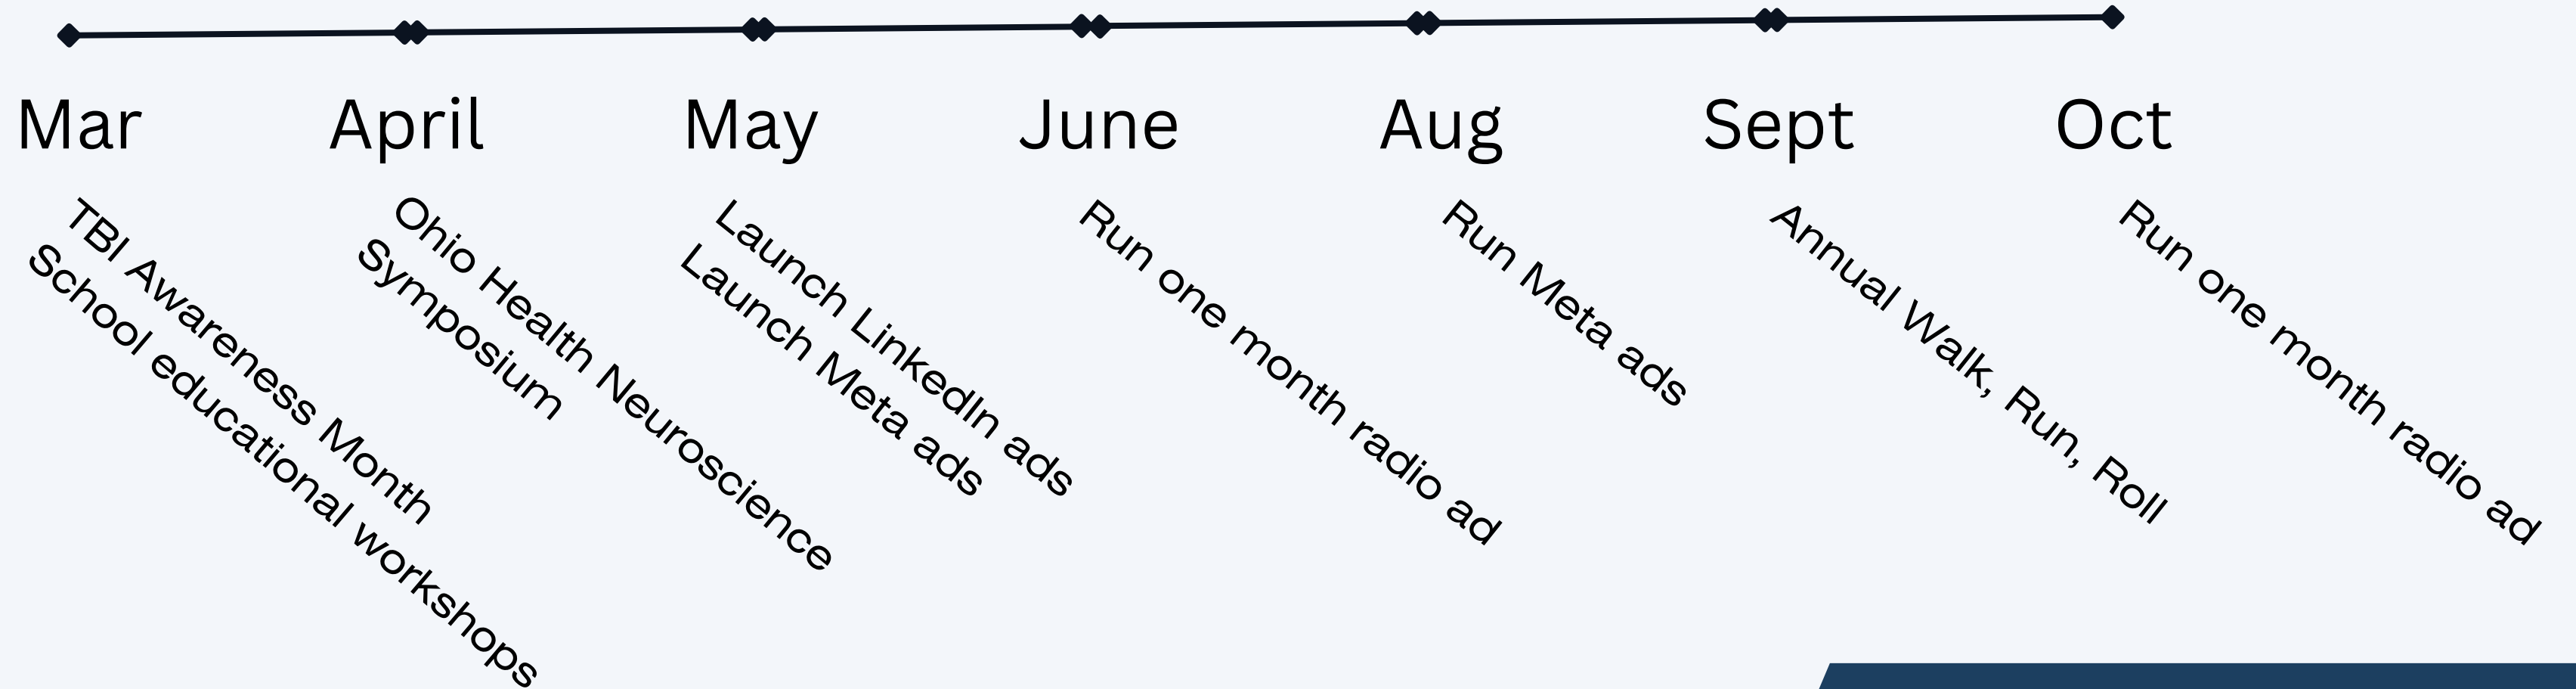 Mar
April
May
June
Aug
Sept
Oct
TBI Awareness Month
School educational workshops
Ohio Health Neuroscience
Symposium
Launch LinkedIn ads
Launch Meta ads
Run one month radio ad
Run Meta ads
Annual Walk, Run, Roll
Run one month radio ad